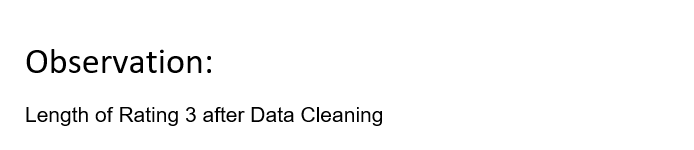 Observation:
Length of Rating 3 after Data Cleaning